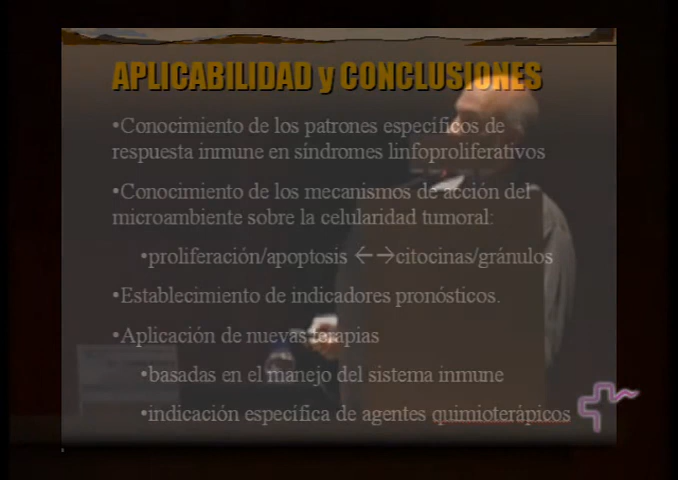 APLICABILIDAD y CONCLUSIONES
•Conocimiento de los patrones específicos de
respuesta inmune en síndromes linfoproliferativos
•Conocimiento de los mecanismos de acción del
microambiente sobre la celularidad tumoral:
•proliferación/apoptosis ←→citocinas/gránulos
•Establecimiento de indicadores pronósticos.
•Aplicación de nuevas terapias
•basadas en el manejo del sistema inmune
•indicación específica de agentes quimioterápicos